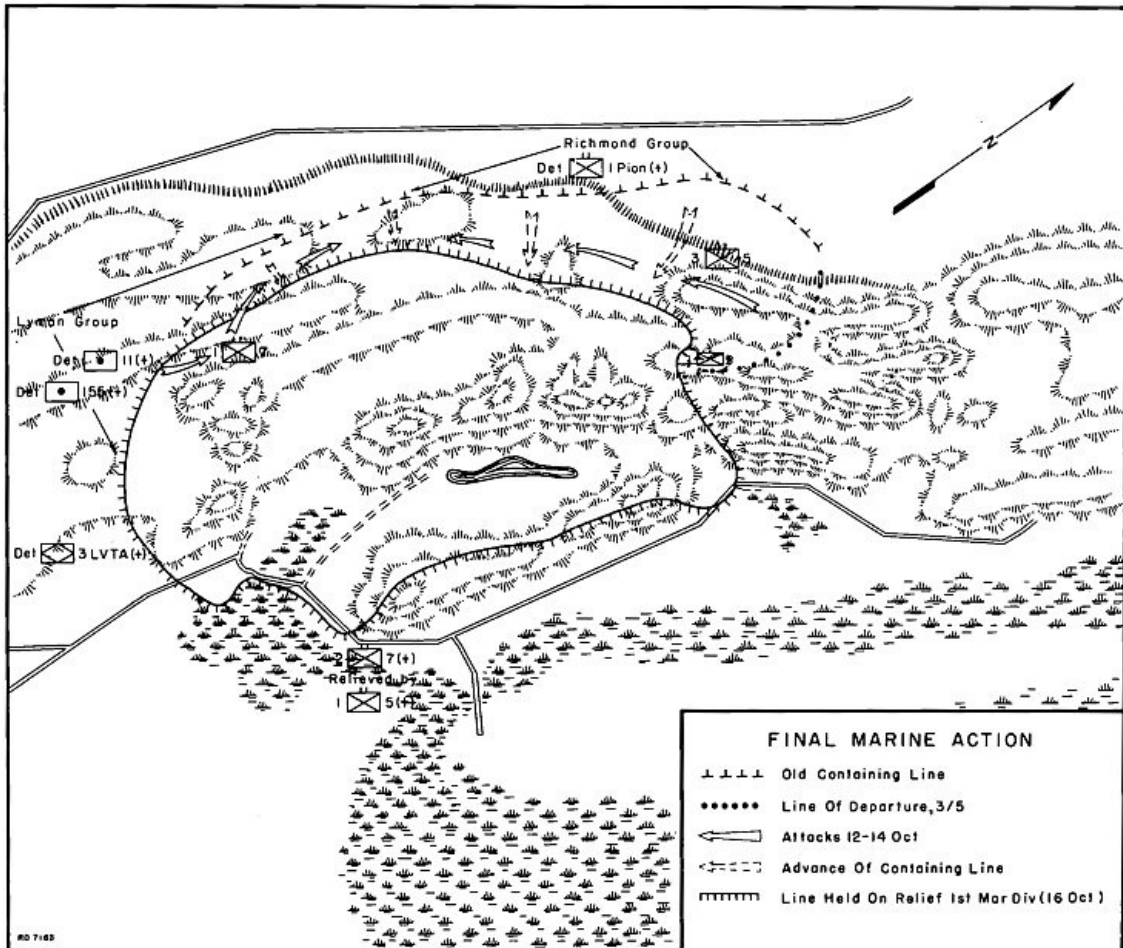 Richmond Group
Det 1 Pion(+)
N
3 5
Lyman Group
Det 11(+)
1 7
Det 155(+)
Det 3 LVTA(+)
2 7(+)
Relieved by
1 5(+)
FINAL MARINE ACTION
Old Containing Line
Line Of Departure, 3/5
Attacks 12-14 Oct
Advance Of Containing Line
Line Held On Relief 1st Mar Div (16 Oct)
RD 7163